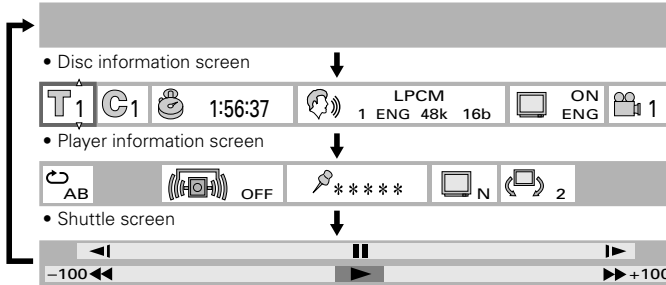 • Disc information screen
T 1 C 1 1:56:37 1 LPCM ENG 48k 16b ON ENG 1
• Player information screen
AB OFF ***** N 2
• Shuttle screen
–100 +100